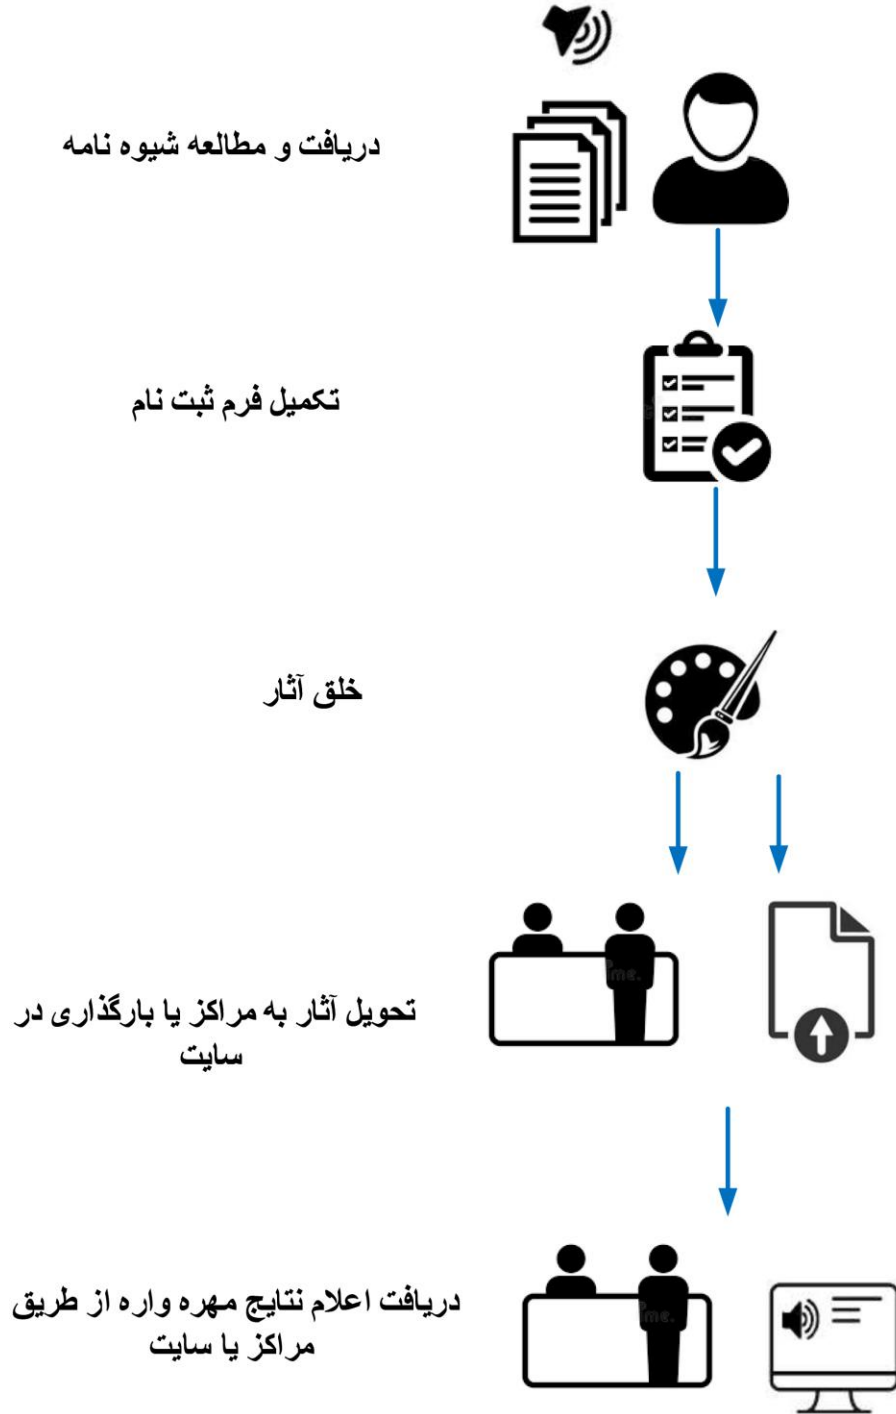 دریافت و مطالعه شیوه نامه
تکمیل فرم ثبت نام
خلق آثار
تحویل آثار به مراکز یا بارگذاری در
سایت
دریافت اعلام نتایج مهره واره از طریق
مراکز یا سایت